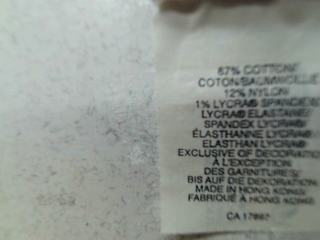 87% COTTON/
COTON/BAUMWOLLE
12% NYLON/
1% LYCRA® SPANDEX/
LYCRA® ELASTANE/
SPANDEX LYCRA®
ÉLASTHANNE LYCRA®
ELASTHAN LYCRA®
EXCLUSIVE OF DECORATION
À L'EXCEPTION
DES GARNITURES
BIS AUF DIE DEKORATION
MADE IN HONG KONG/
FABRIQUÉ À HONG KONG
CA